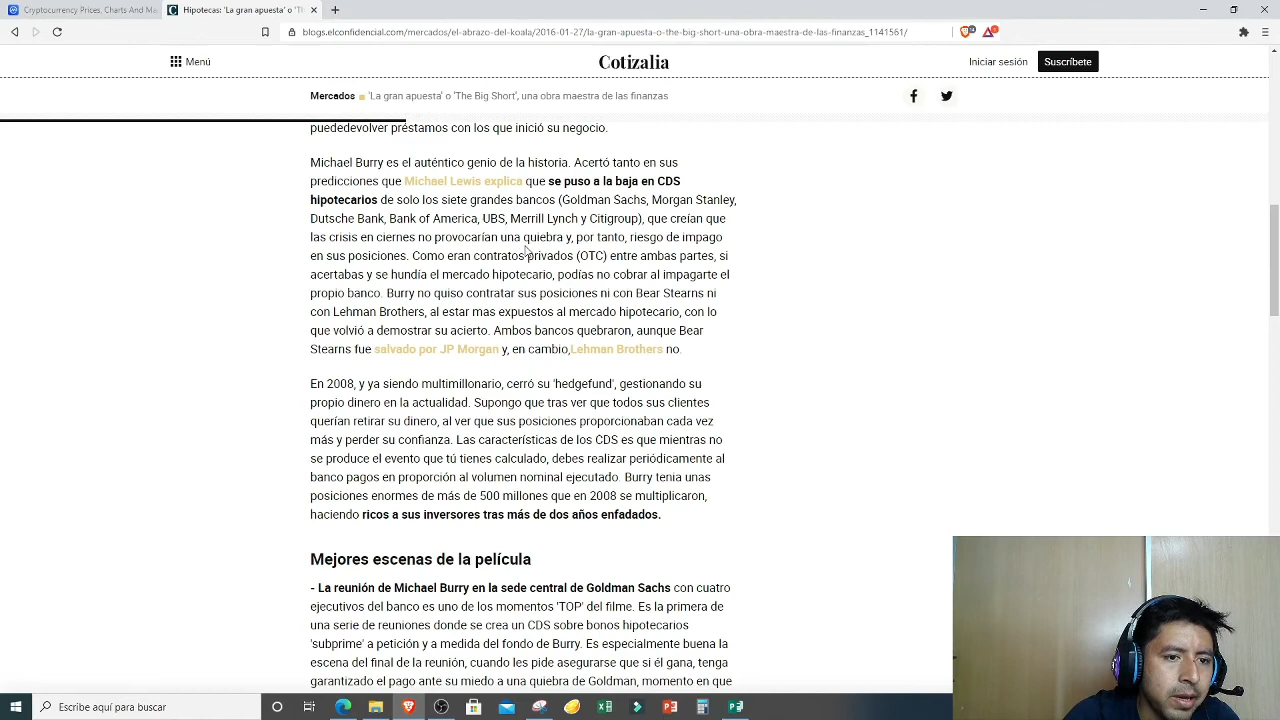 Cryptocurrency Prices, Charts And Ma
Hipotecas: 'La gran apuesta' o 'Th
blogs.elconfidencial.com/mercados/el-abrazo-del-koala/2016-01-27/la-gran-apuesta-o-the-big-short-una-obra-maestra-de-las-finanzas_1141561/
Menú
Cotizalia
Iniciar sesión
Suscríbete
Mercados 'La gran apuesta' o 'The Big Short', una obra maestra de las finanzas
puededevolver préstamos con los que inició su negocio.
Michael Burry es el auténtico genio de la historia. Acertó tanto en sus
predicciones que Michael Lewis explica que se puso a la baja en CDS
hipotecarios de solo los siete grandes bancos (Goldman Sachs, Morgan Stanley,
Dutsche Bank, Bank of America, UBS, Merrill Lynch y Citigroup), que creían que
las crisis en ciernes no provocarían una quiebra y, por tanto, riesgo de impago
en sus posiciones. Como eran contratos privados (OTC) entre ambas partes, si
acertabas y se hundía el mercado hipotecario, podías no cobrar al impagarte el
propio banco. Burry no quiso contratar sus posiciones ni con Bear Stearns ni
con Lehman Brothers, al estar mas expuestos al mercado hipotecario, con lo
que volvió a demostrar su acierto. Ambos bancos quebraron, aunque Bear
Stearns fue salvado por JP Morgan y, en cambio,Lehman Brothers no.
En 2008, y ya siendo multimillonario, cerró su 'hedgefund', gestionando su
propio dinero en la actualidad. Supongo que tras ver que todos sus clientes
querían retirar su dinero, al ver que sus posiciones proporcionaban cada vez
más y perder su confianza. Las características de los CDS es que mientras no
se produce el evento que tú tienes calculado, debes realizar periódicamente al
banco pagos en proporción al volumen nominal ejecutado. Burry tenia unas
posiciones enormes de más de 500 millones que en 2008 se multiplicaron,
haciendo ricos a sus inversores tras más de dos años enfadados.
Mejores escenas de la película
- La reunión de Michael Burry en la sede central de Goldman Sachs con cuatro
ejecutivos del banco es uno de los momentos 'TOP' del filme. Es la primera de
una serie de reuniones donde se crea un CDS sobre bonos hipotecarios
'subprime' a petición y a medida del fondo de Burry. Es especialmente buena la
escena del final de la reunión, cuando les pide asegurarse que si él gana, tenga
garantizado el pago ante su miedo a una quiebra de Goldman, momento en que
Escribe aquí para buscar